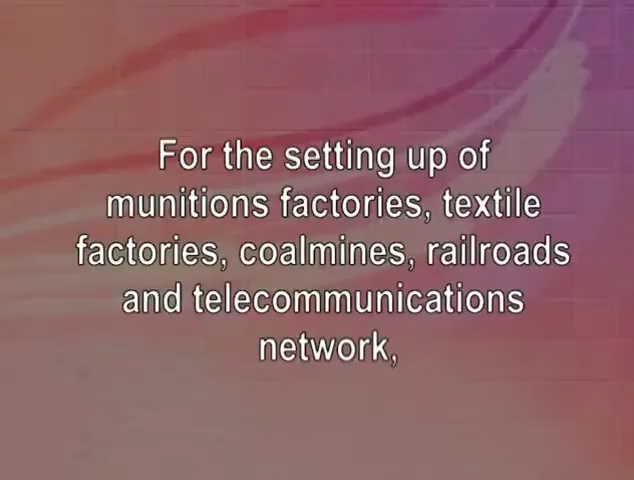 For the setting up of
munitions factories, textile
factories, coalmines, railroads
and telecommunications
network,